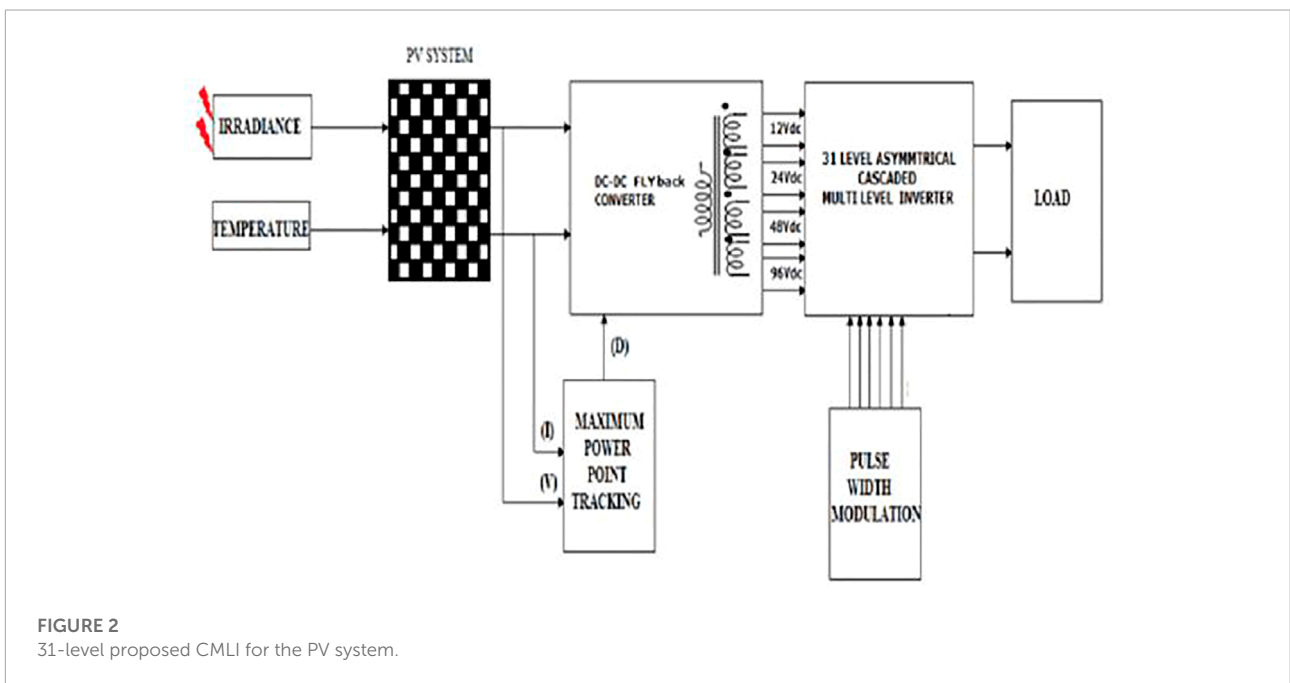 PV SYSTEM
IRRADIANCE
TEMPERATURE
DC-DC FLYback
CONVERTER
12Vdc
24Vdc
48Vdc
96Vdc
31 LEVEL ASYMMTRICAL
CASCADED
MULTI LEVEL INVERTER
LOAD
(D)
(I)
(V)
MAXIMUM
POWER
POINT
TRACKING
PULSE
WIDTH
MODULATION
FIGURE 2
31-level proposed CMLI for the PV system.